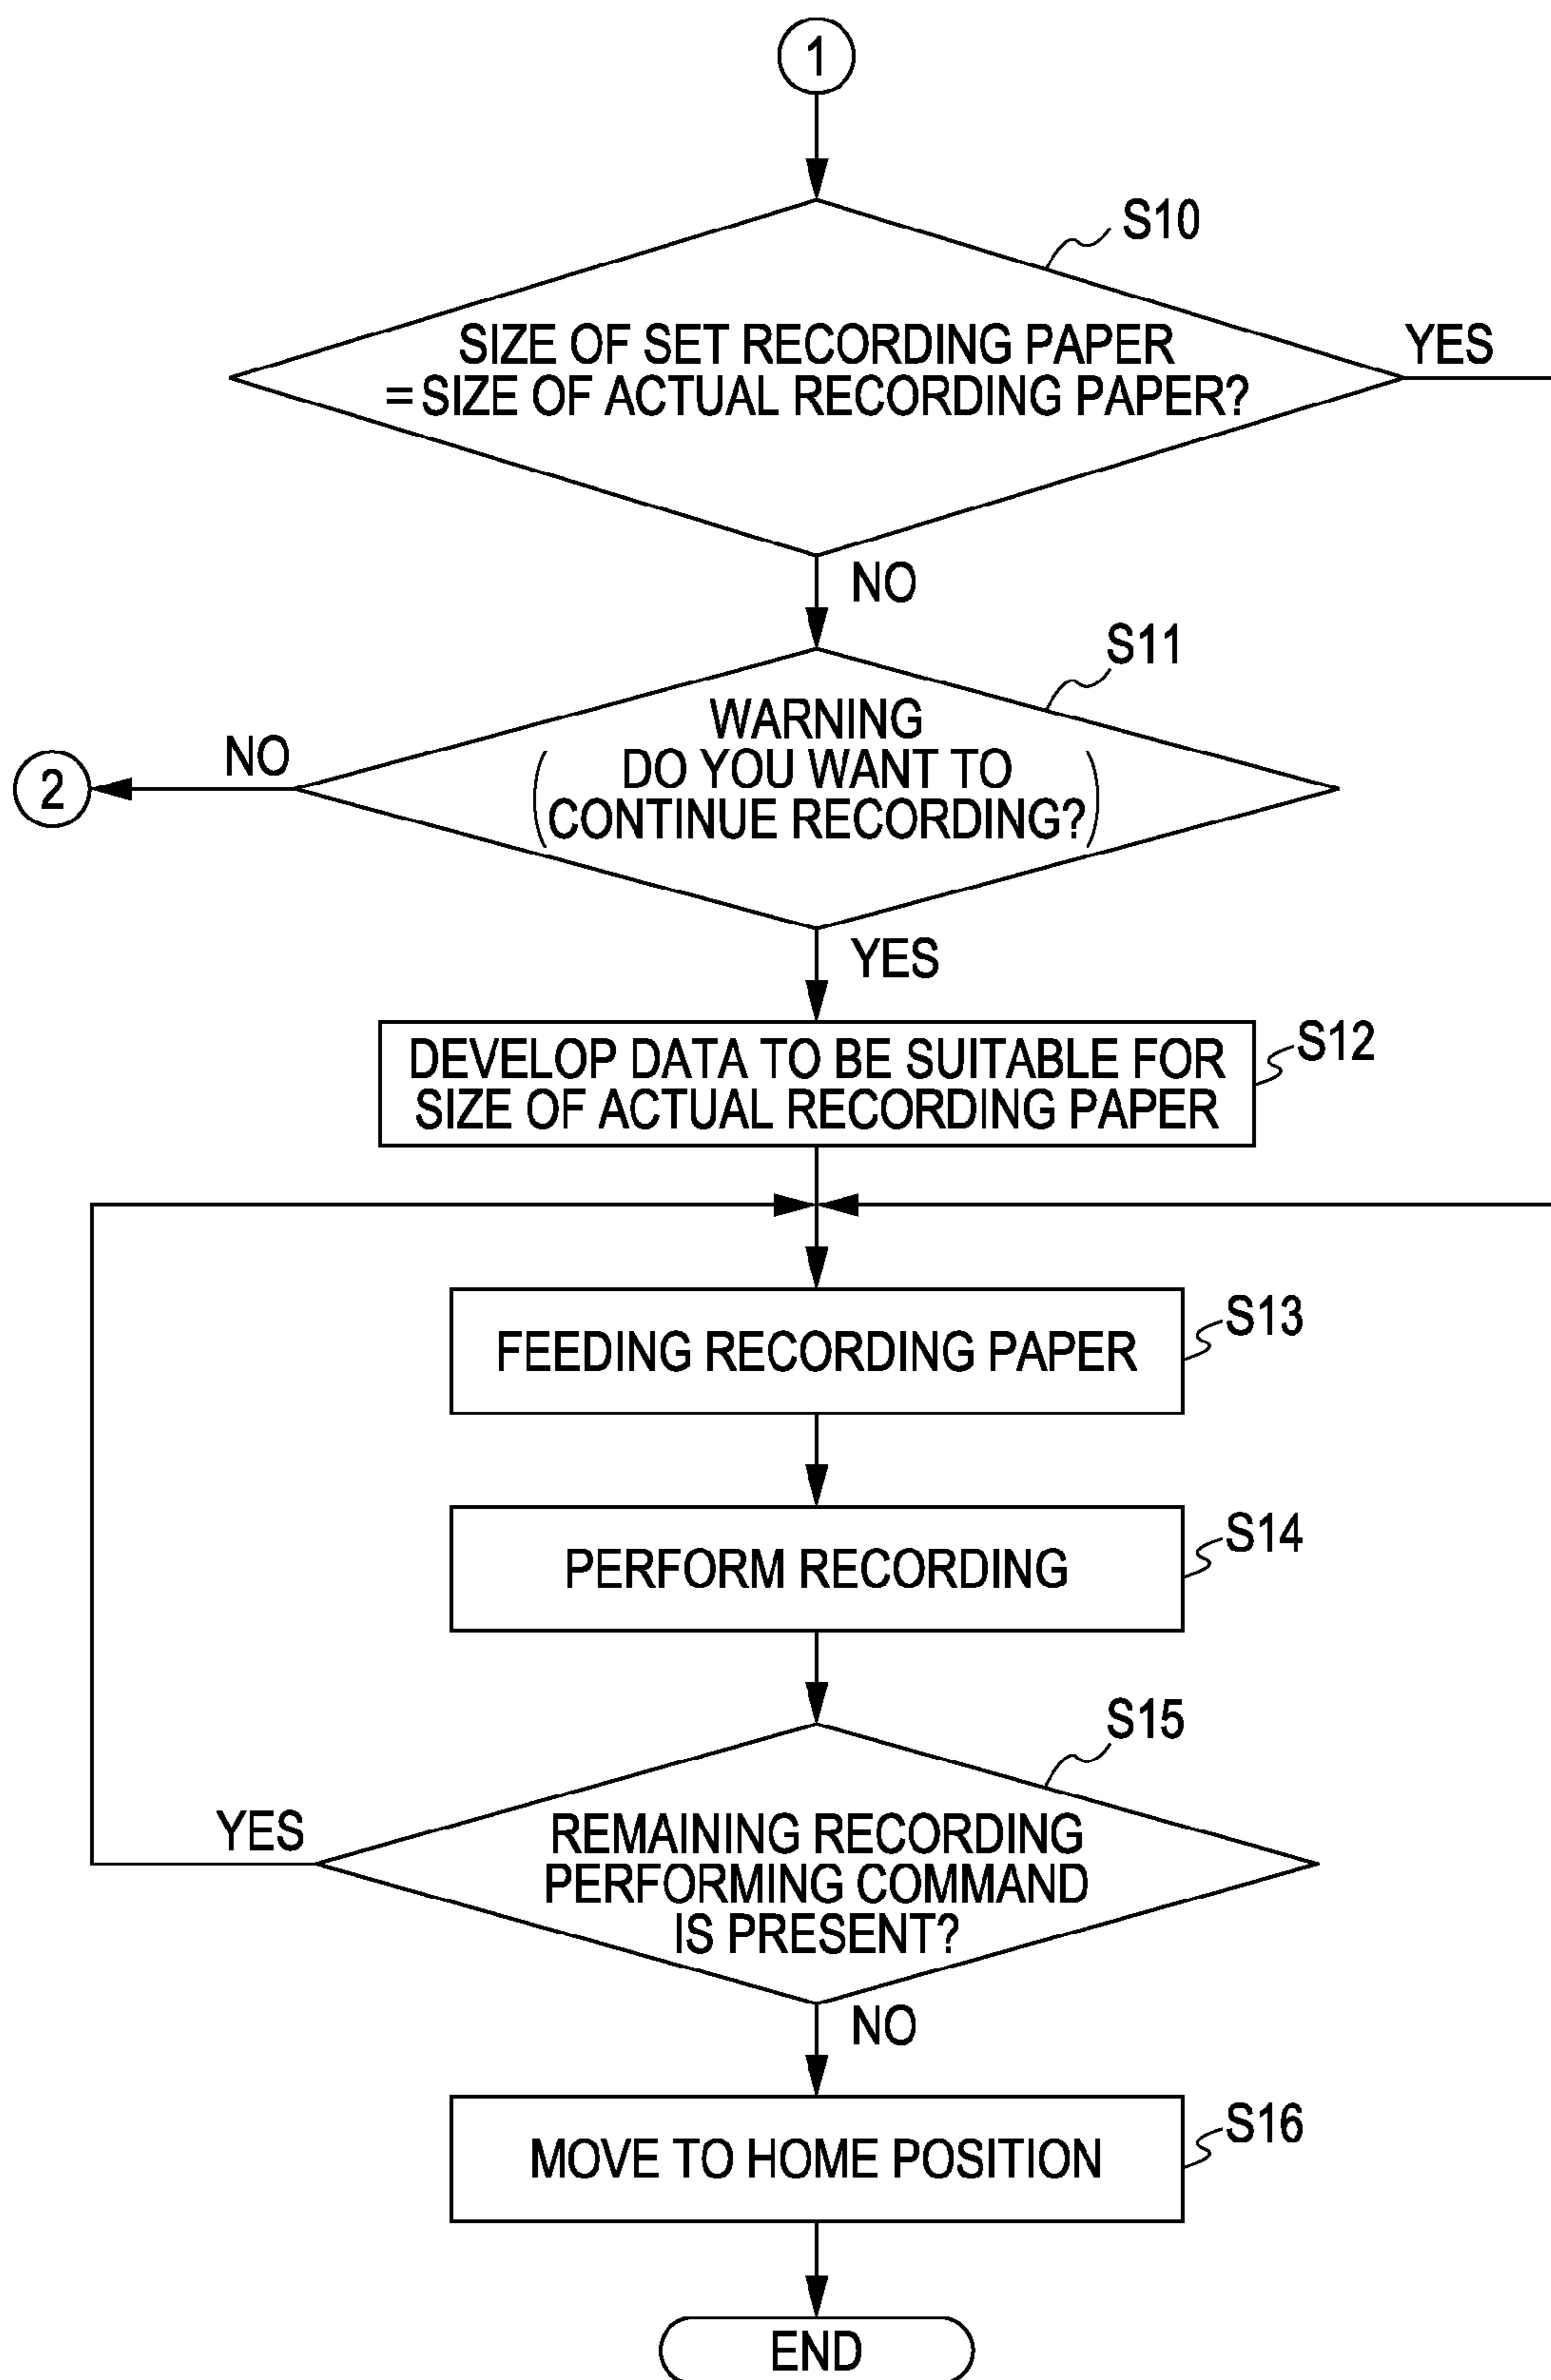 1
S10
SIZE OF SET RECORDING PAPER
=SIZE OF ACTUAL RECORDING PAPER?
YES
NO
S11
WARNING
DO YOU WANT TO
CONTINUE RECORDING?
NO
2
YES
S12
DEVELOP DATA TO BE SUITABLE FOR
SIZE OF ACTUAL RECORDING PAPER
S13
FEEDING RECORDING PAPER
S14
PERFORM RECORDING
S15
YES
REMAINING RECORDING
PERFORMING COMMAND
IS PRESENT?
NO
S16
MOVE TO HOME POSITION
END